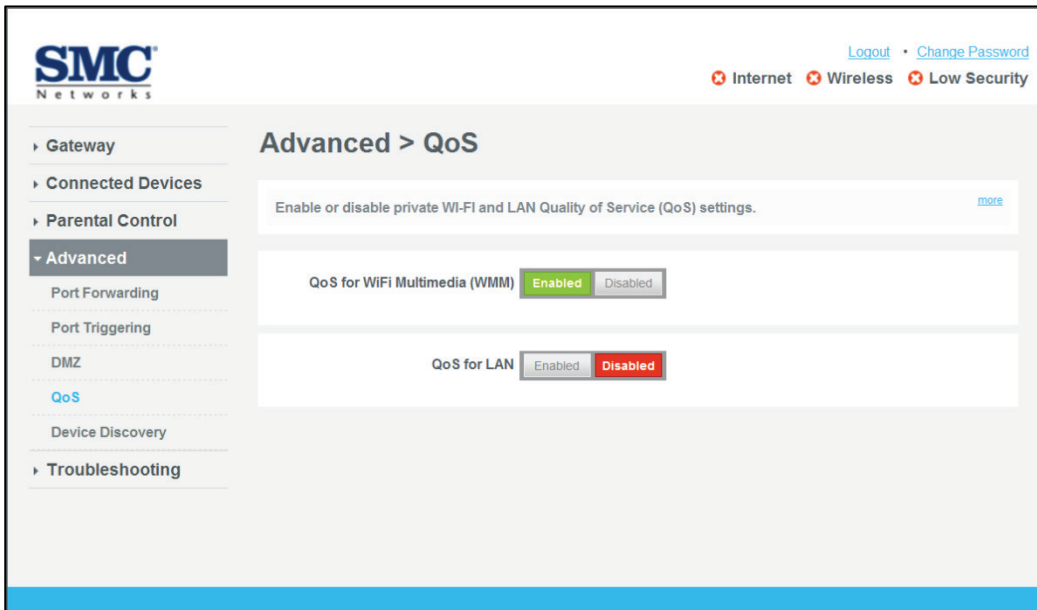 SMC
Networks
Logout • Change Password
Internet Wireless Low Security
Gateway
Connected Devices
Parental Control
Advanced
Port Forwarding
Port Triggering
DMZ
QoS
Device Discovery
Troubleshooting
Advanced > QoS
Enable or disable private WI-FI and LAN Quality of Service (QoS) settings.
more
QoS for WiFi Multimedia (WMM) Enabled Disabled
QoS for LAN Enabled Disabled